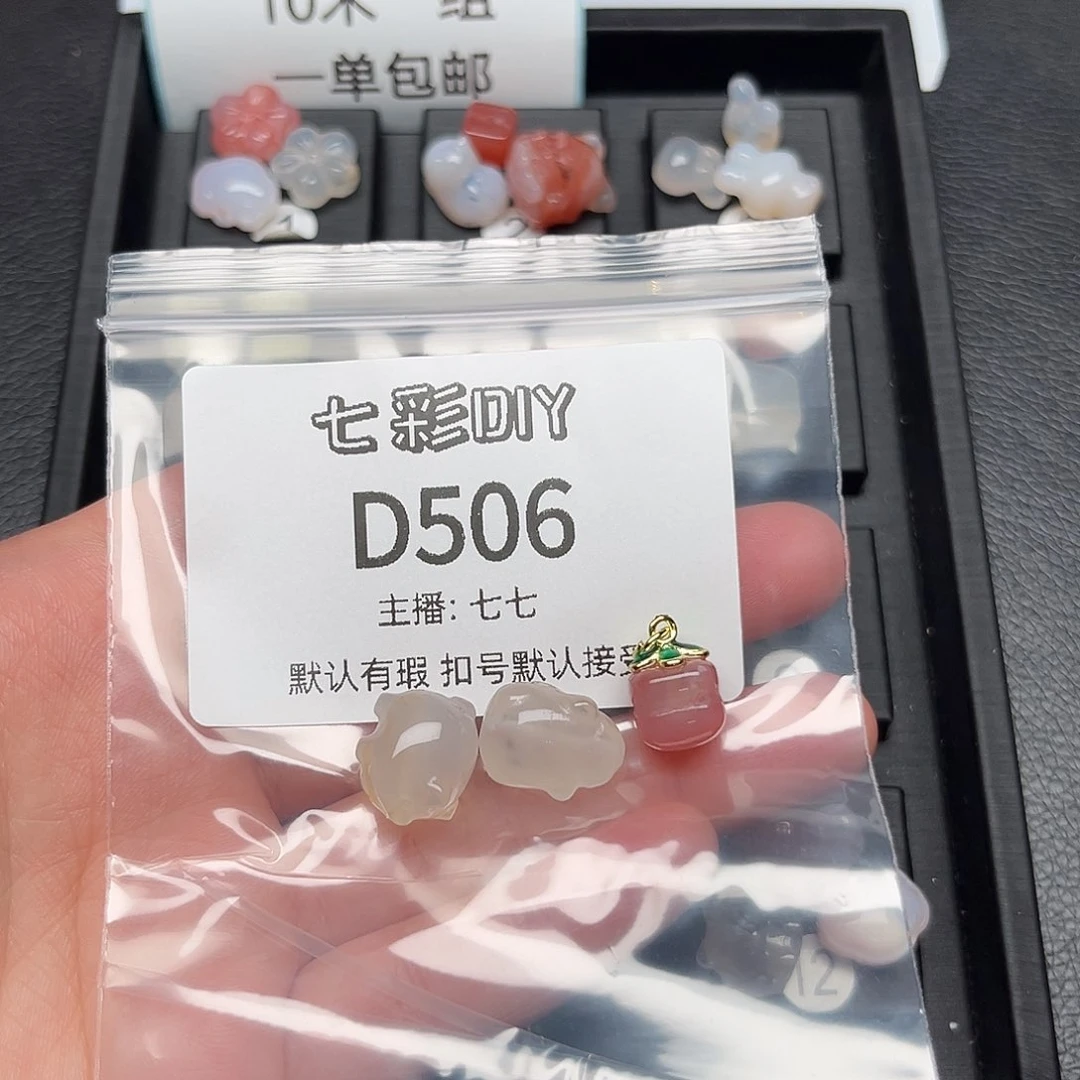 一单包邮
七彩DIY
D506
主播: 七七
默认有瑕 扣号默认接受
12